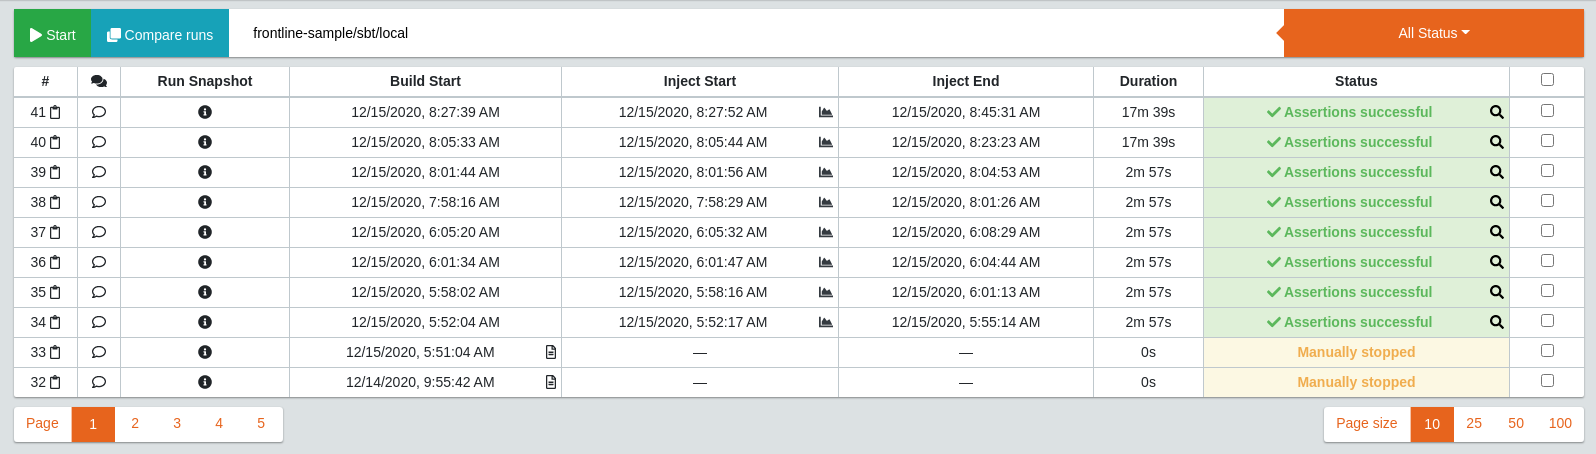 Start Compare runs frontline-sample/sbt/local All Status
# Run Snapshot Build Start Inject Start Inject End Duration Status
41 12/15/2020, 8:27:39 AM 12/15/2020, 8:27:52 AM 12/15/2020, 8:45:31 AM 17m 39s Assertions successful
40 12/15/2020, 8:05:33 AM 12/15/2020, 8:05:44 AM 12/15/2020, 8:23:23 AM 17m 39s Assertions successful
39 12/15/2020, 8:01:44 AM 12/15/2020, 8:01:56 AM 12/15/2020, 8:04:53 AM 2m 57s Assertions successful
38 12/15/2020, 7:58:16 AM 12/15/2020, 7:58:29 AM 12/15/2020, 8:01:26 AM 2m 57s Assertions successful
37 12/15/2020, 6:05:20 AM 12/15/2020, 6:05:32 AM 12/15/2020, 6:08:29 AM 2m 57s Assertions successful
36 12/15/2020, 6:01:34 AM 12/15/2020, 6:01:47 AM 12/15/2020, 6:04:44 AM 2m 57s Assertions successful
35 12/15/2020, 5:58:02 AM 12/15/2020, 5:58:16 AM 12/15/2020, 6:01:13 AM 2m 57s Assertions successful
34 12/15/2020, 5:52:04 AM 12/15/2020, 5:52:17 AM 12/15/2020, 5:55:14 AM 2m 57s Assertions successful
33 12/15/2020, 5:51:04 AM — — 0s Manually stopped
32 12/14/2020, 9:55:42 AM — — 0s Manually stopped
Page 1 2 3 4 5 Page size 10 25 50 100